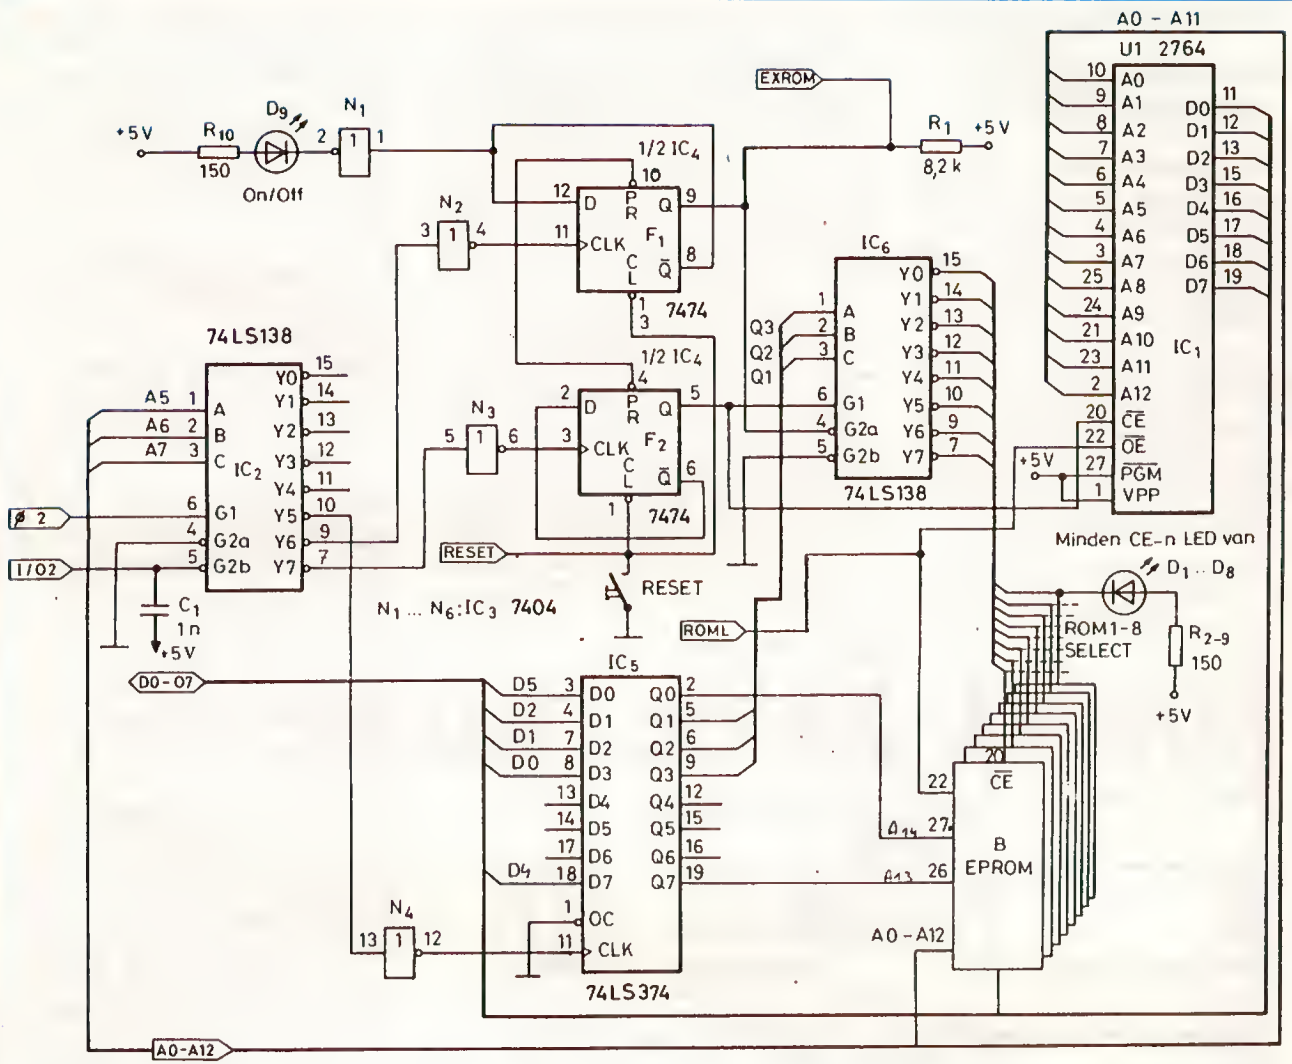 A0 - A11
U1 2764
10 A0
9 A1
8 A2
7 A3
6 A4
5 A5
4 A6
3 A7
25 A8
24 A9
21 A10
23 A11
2 A12
20 CE
22 OE
27 PGM
1 VPP
D0 11
D1 12
D2 13
D3 15
D4 16
D5 17
D6 18
D7 19
IC1
+5V
EXROM
R1
8,2 k
+5V
+5V
R10
150
D9
On/Off
2 N1 1
1
1/2 IC4
10
12 D
PR
Q 9
11 CLK
F1
CL
Q 8
1
3
7474
N2
3 1 4
1/2 IC4
4
2 D
PR
Q 5
3 CLK
F2
CL
Q 6
1
7474
N3
5 1 6
74LS138
A5 1 A
A6 2 B
A7 3 C
IC2
6 G1
4 G2a
5 G2b
Y0 15
Y1 14
Y2 13
Y3 12
Y4 11
Y5 10
Y6 9
Y7 7
ø 2
I/O2
C1
1n
+5V
RESET
RESET
N1 ... N6:IC3 7404
IC6
Q3 1 A
Q2 2 B
Q1 3 C
6 G1
4 G2a
5 G2b
Y0 15
Y1 14
Y2 13
Y3 12
Y4 11
Y5 10
Y6 9
Y7 7
74LS138
Minden CE-n LED van
D1 .. D8
ROM1-8
SELECT
R2-9
150
+5V
ROML
D0-07
IC5
D5 3 D0
D2 4 D1
D1 7 D2
D0 8 D3
13 D4
14 D5
17 D6
D4 18 D7
1 OC
11 CLK
Q0 2
Q1 5
Q2 6
Q3 9
Q4 12
Q5 15
Q6 16
Q7 19
74LS374
N4
13 1 12
20
CE
22
A14 27
A13 26
A0-A12
B
EPROM
A0-A12